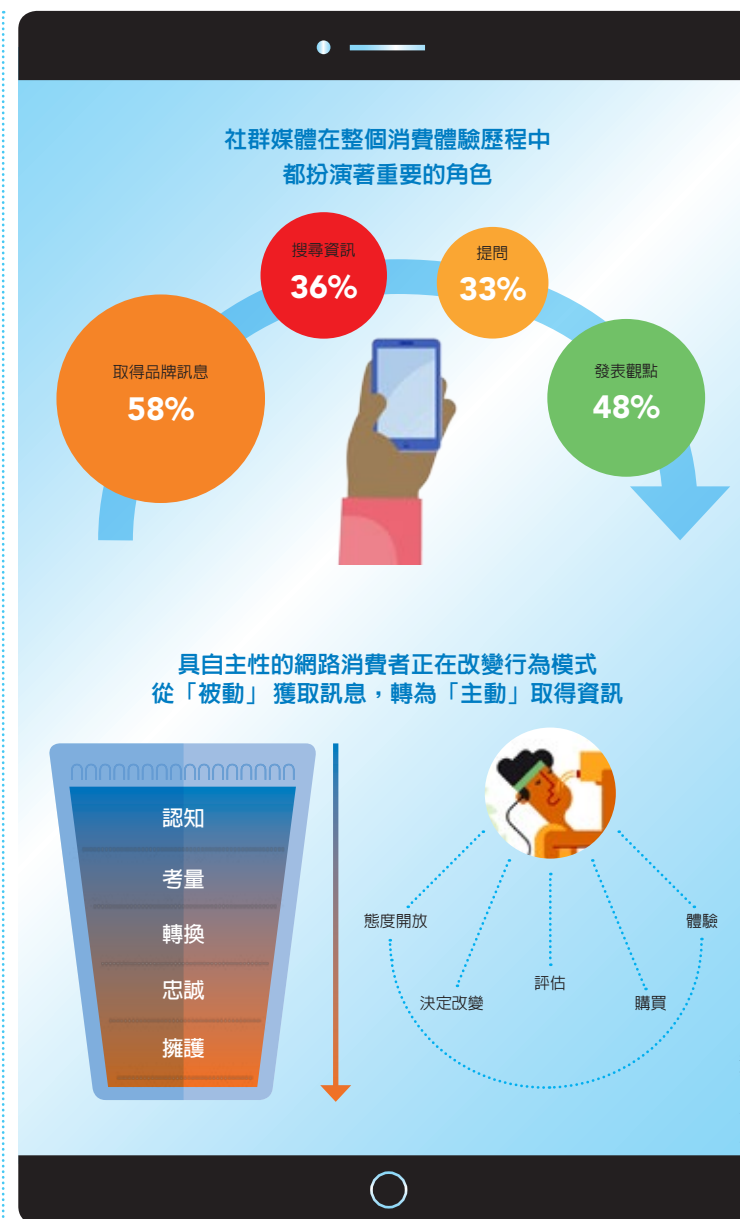 社群媒體在整個消費體驗歷程中
都扮演著重要的角色
搜尋資訊
36%
提問
33%
取得品牌訊息
58%
發表觀點
48%
具自主性的網路消費者正在改變行為模式
從「被動」 獲取訊息，轉為「主動」取得資訊
認知
考量
轉換
忠誠
擁護
態度開放
決定改變
評估
購買
體驗